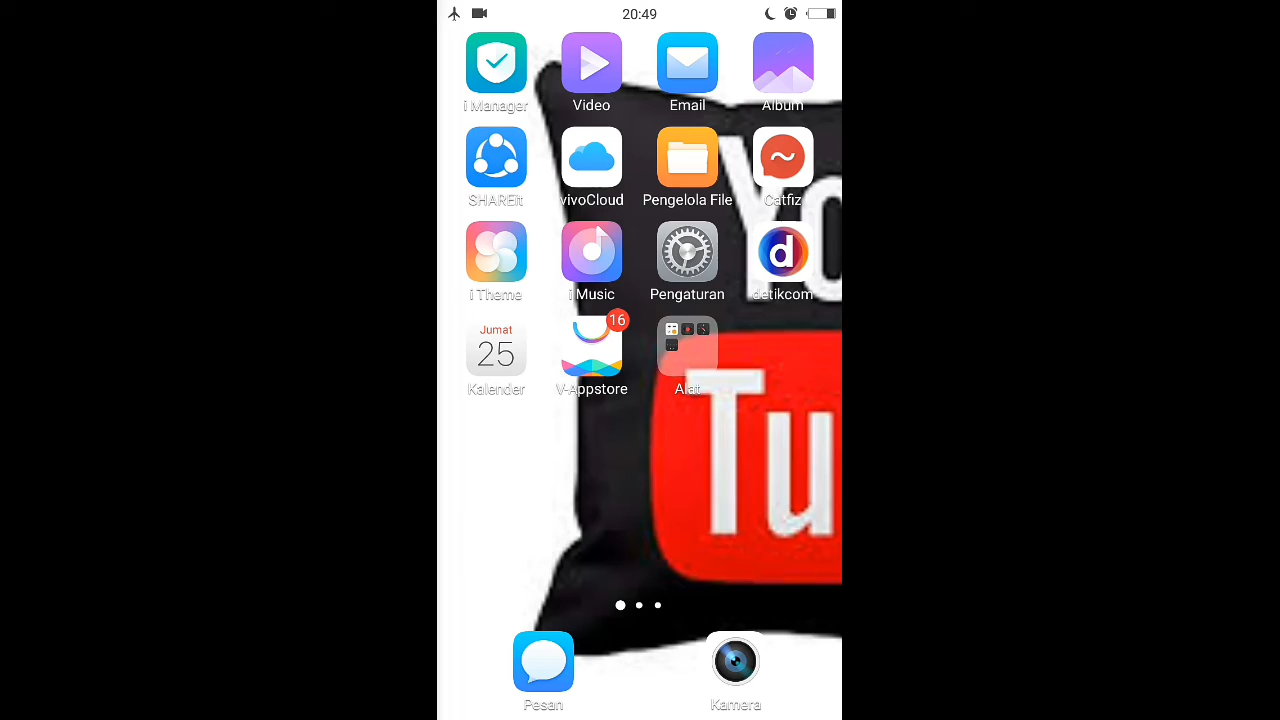 20:49
i Manager
Video
Email
Album
SHAREit
vivoCloud
Pengelola File
Catfiz
d
i Theme
i Music
Pengaturan
detikcom
Jumat
25
16
Kalender
V-Appstore
Alat
Yo
Tu
Pesan
Kamera